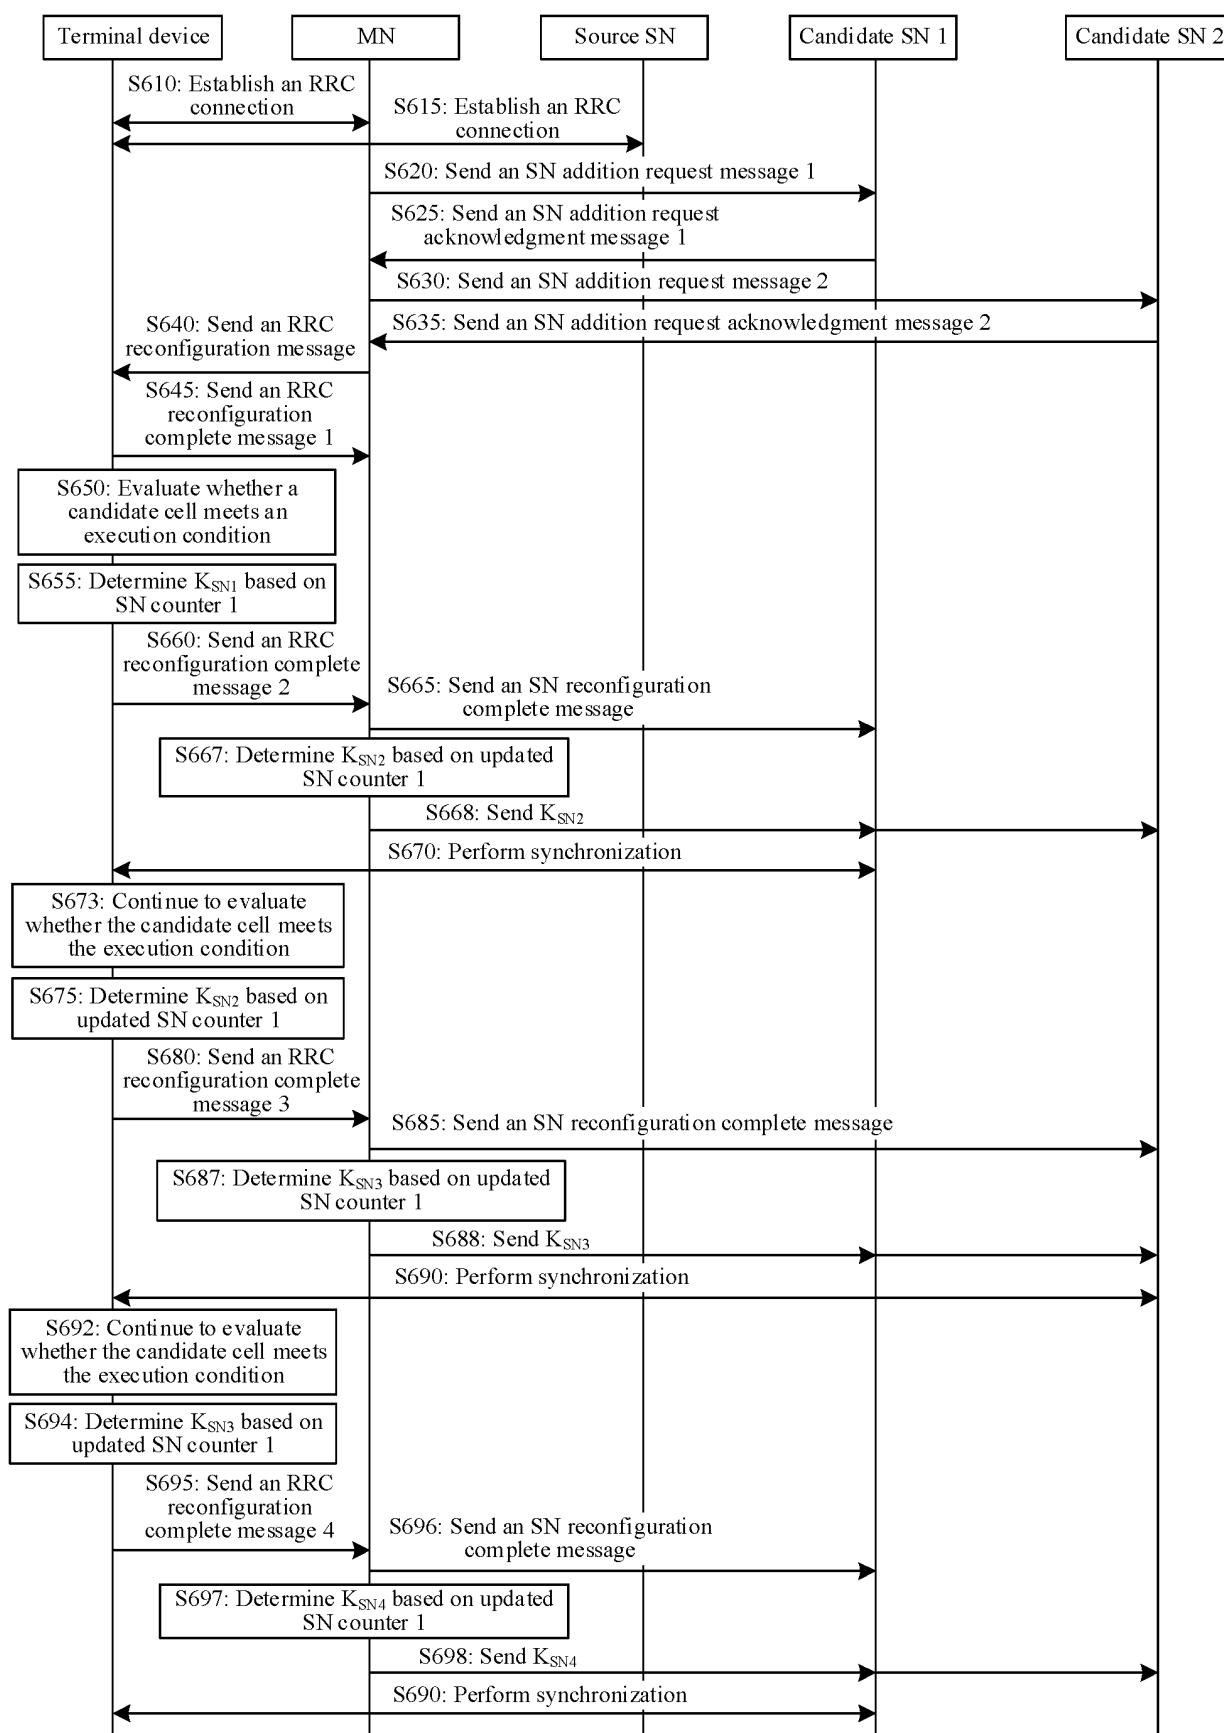 Terminal device
MN
Source SN
Candidate SN 1
Candidate SN 2
S610: Establish an RRC
connection
S615: Establish an RRC
connection
S620: Send an SN addition request message 1
S625: Send an SN addition request
acknowledgment message 1
S630: Send an SN addition request message 2
S635: Send an SN addition request acknowledgment message 2
S640: Send an RRC
reconfiguration message
S645: Send an RRC
reconfiguration
complete message 1
S650: Evaluate whether a
candidate cell meets an
execution condition
S655: Determine KSN1 based on
SN counter 1
S660: Send an RRC
reconfiguration complete
message 2
S665: Send an SN reconfiguration
complete message
S667: Determine KSN2 based on updated
SN counter 1
S668: Send KSN2
S670: Perform synchronization
S673: Continue to evaluate
whether the candidate cell meets
the execution condition
S675: Determine KSN2 based on
updated SN counter 1
S680: Send an RRC
reconfiguration complete
message 3
S685: Send an SN reconfiguration complete message
S687: Determine KSN3 based on updated
SN counter 1
S688: Send KSN3
S690: Perform synchronization
S692: Continue to evaluate
whether the candidate cell meets
the execution condition
S694: Determine KSN3 based on
updated SN counter 1
S695: Send an RRC
reconfiguration
complete message 4
S696: Send an SN reconfiguration
complete message
S697: Determine KSN4 based on updated
SN counter 1
S698: Send KSN4
S690: Perform synchronization